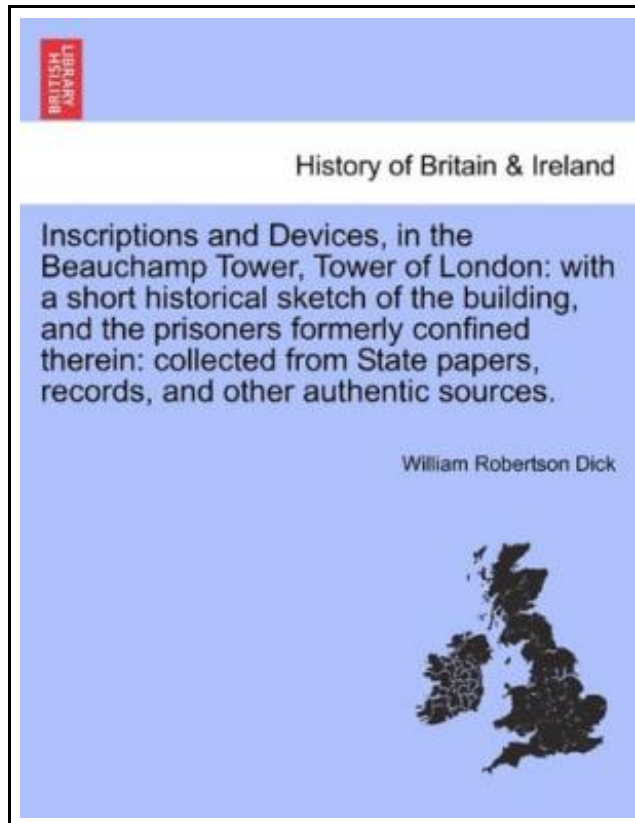 BRITISH
LIBRARY
History of Britain & Ireland
Inscriptions and Devices, in the
Beauchamp Tower, Tower of London: with
a short historical sketch of the building,
and the prisoners formerly confined
therein: collected from State papers,
records, and other authentic sources.
William Robertson Dick